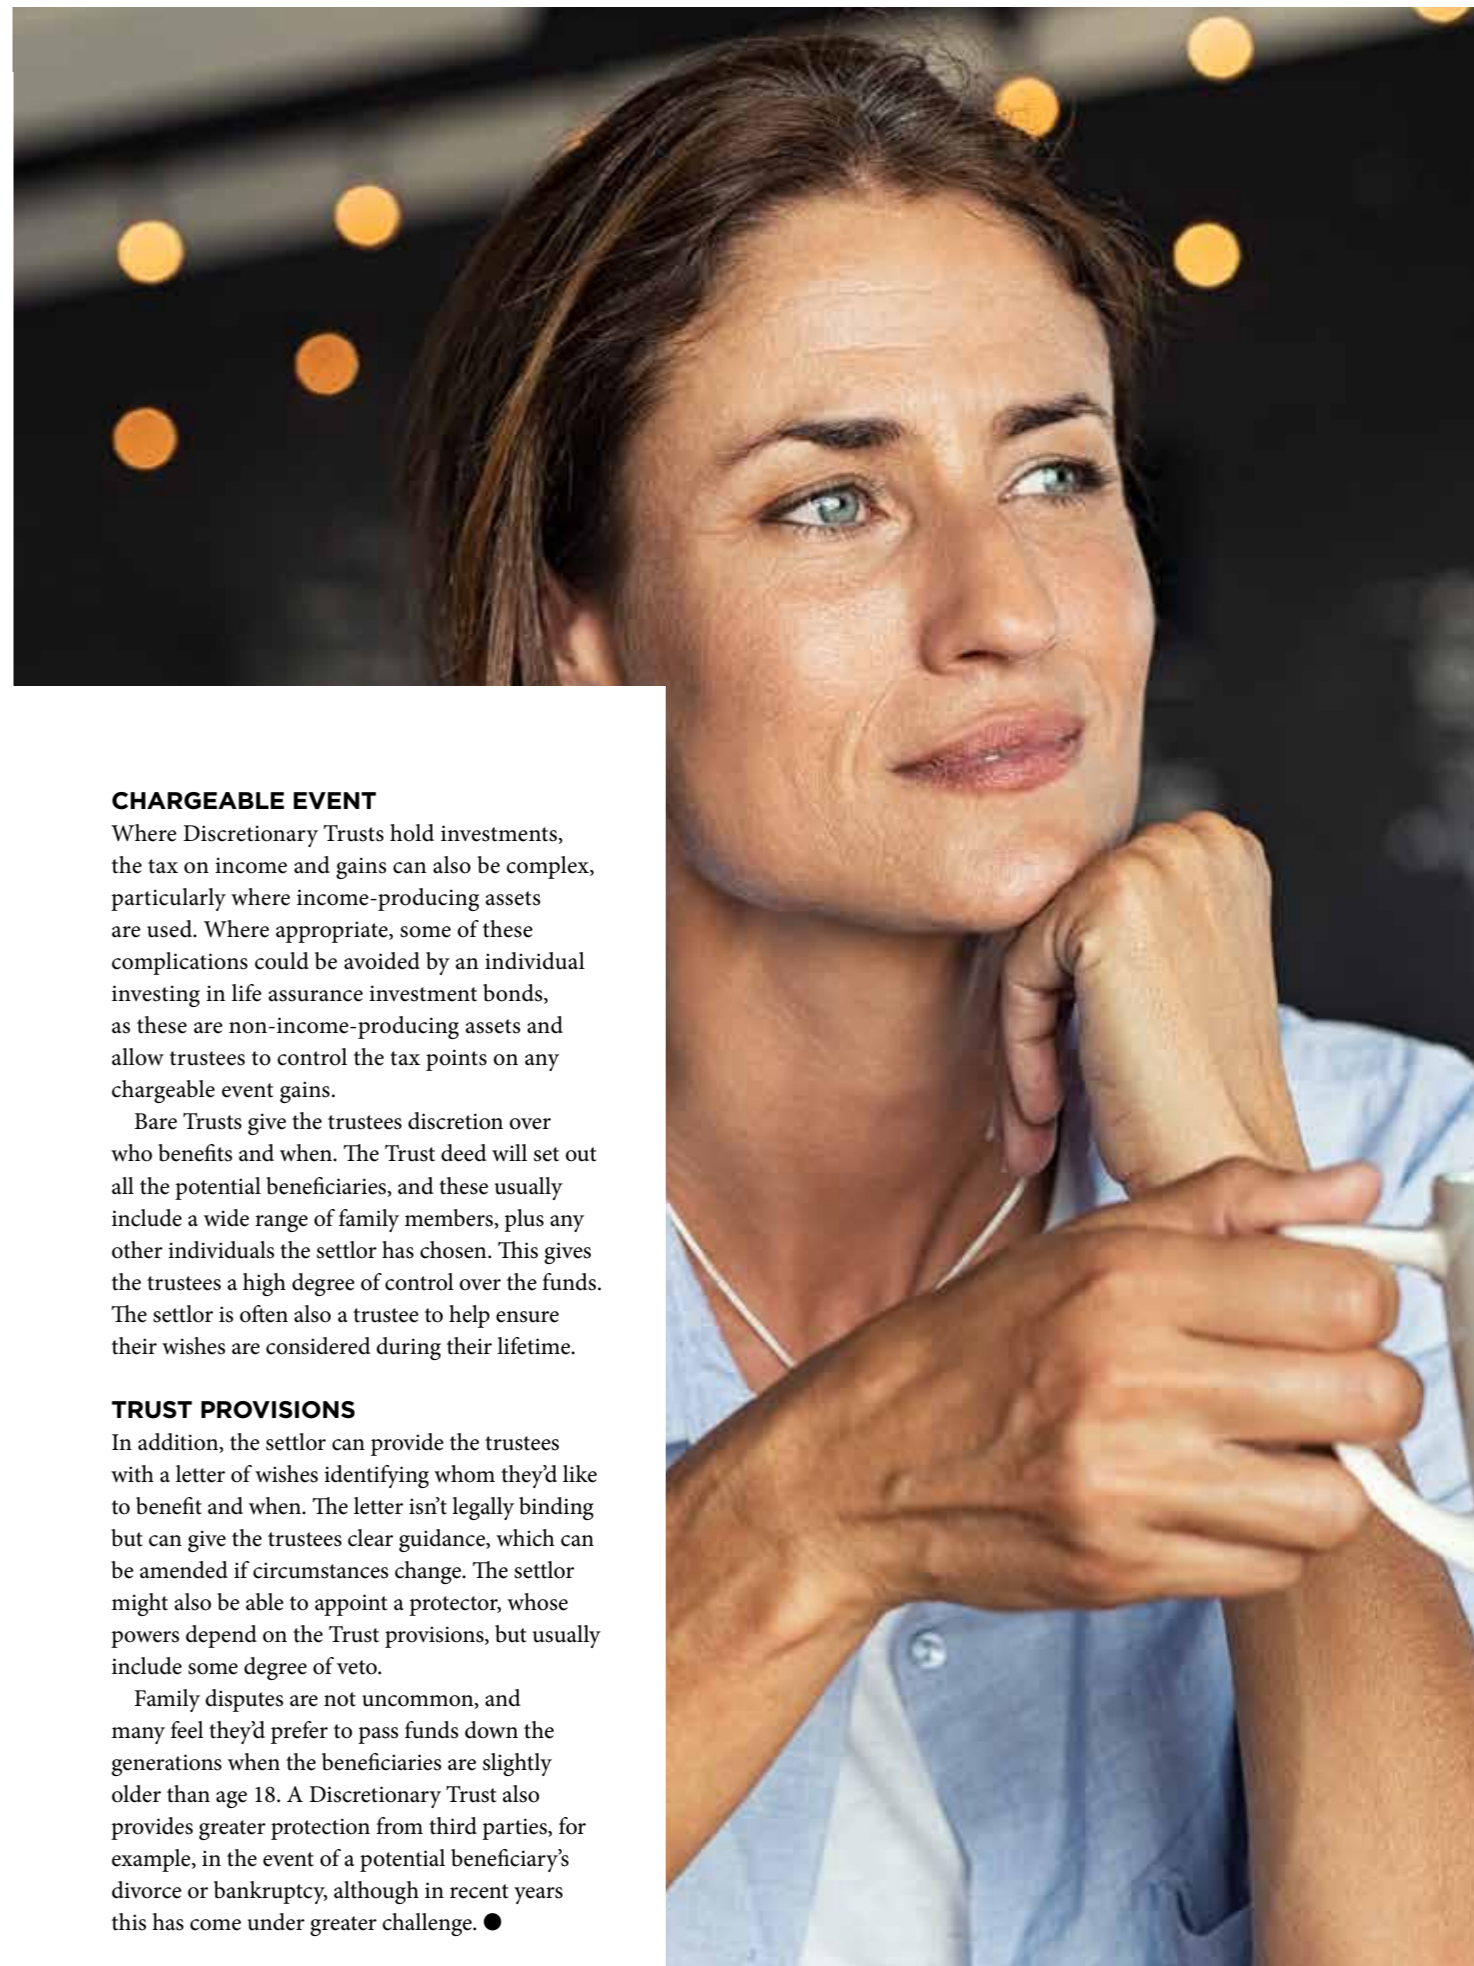 CHARGEABLE EVENT
Where Discretionary Trusts hold investments,
the tax on income and gains can also be complex,
particularly where income-producing assets
are used. Where appropriate, some of these
complications could be avoided by an individual
investing in life assurance investment bonds,
as these are non-income-producing assets and
allow trustees to control the tax points on any
chargeable event gains.
Bare Trusts give the trustees discretion over
who benefits and when. The Trust deed will set out
all the potential beneficiaries, and these usually
include a wide range of family members, plus any
other individuals the settlor has chosen. This gives
the trustees a high degree of control over the funds.
The settlor is often also a trustee to help ensure
their wishes are considered during their lifetime.
TRUST PROVISIONS
In addition, the settlor can provide the trustees
with a letter of wishes identifying whom they’d like
to benefit and when. The letter isn’t legally binding
but can give the trustees clear guidance, which can
be amended if circumstances change. The settlor
might also be able to appoint a protector, whose
powers depend on the Trust provisions, but usually
include some degree of veto.
Family disputes are not uncommon, and
many feel they’d prefer to pass funds down the
generations when the beneficiaries are slightly
older than age 18. A Discretionary Trust also
provides greater protection from third parties, for
example, in the event of a potential beneficiary’s
divorce or bankruptcy, although in recent years
this has come under greater challenge. ●